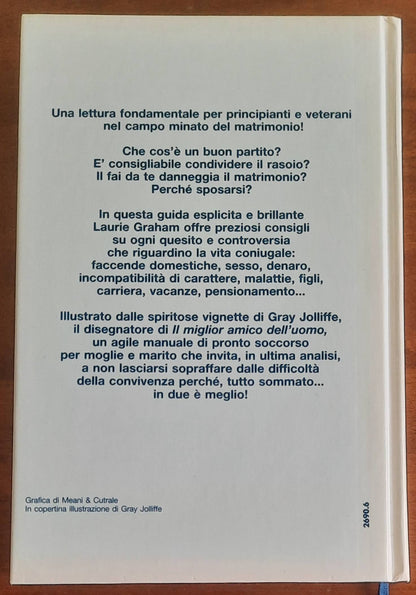 Una lettura fondamentale per principianti e veterani
nel campo minato del matrimonio!
Che cos'è un buon partito?
E' consigliabile condividere il rasoio?
Il fai da te danneggia il matrimonio?
Perché sposarsi?
In questa guida esplicita e brillante
Laurie Graham offre preziosi consigli
su ogni quesito e controversia
che riguardino la vita coniugale:
faccende domestiche, sesso, denaro,
incompatibilità di carattere, malattie, figli,
carriera, vacanze, pensionamento...
Illustrato dalle spiritose vignette di Gray Jolliffe,
il disegnatore di Il miglior amico dell'uomo,
un agile manuale di pronto soccorso
per moglie e marito che invita, in ultima analisi,
a non lasciarsi sopraffare dalle difficoltà
della convivenza perché, tutto sommato...
in due è meglio!
Grafica di Meani & Cutrale
In copertina illustrazione di Gray Jolliffe
2690.6